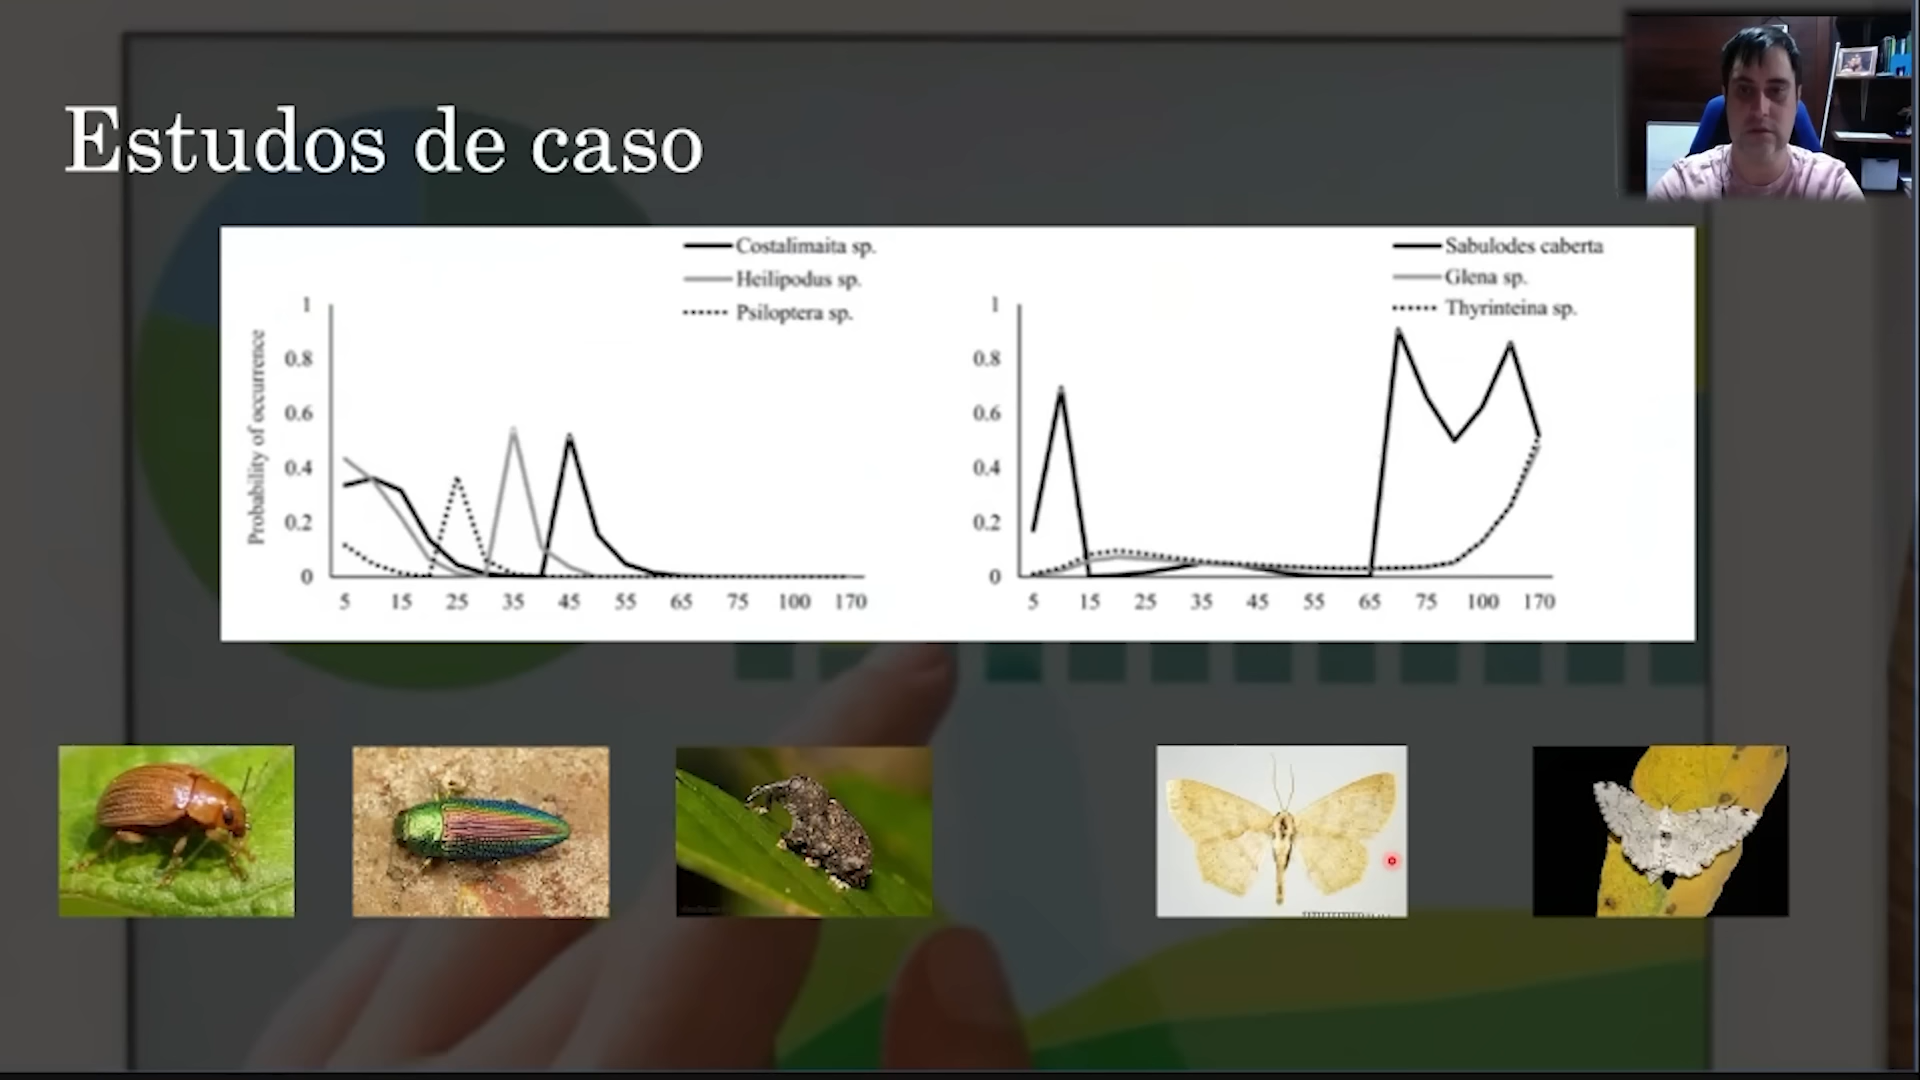 Estudos de caso
Costalimaita sp.
Heilipodus sp.
Psiloptera sp.
Probability of occurrence
1
0.8
0.6
0.4
0.2
0
5 15 25 35 45 55 65 75 100 170
Sabulodes caberta
Glena sp.
Thyrinteina sp.
1
0.8
0.6
0.4
0.2
0
5 15 25 35 45 55 65 75 100 170